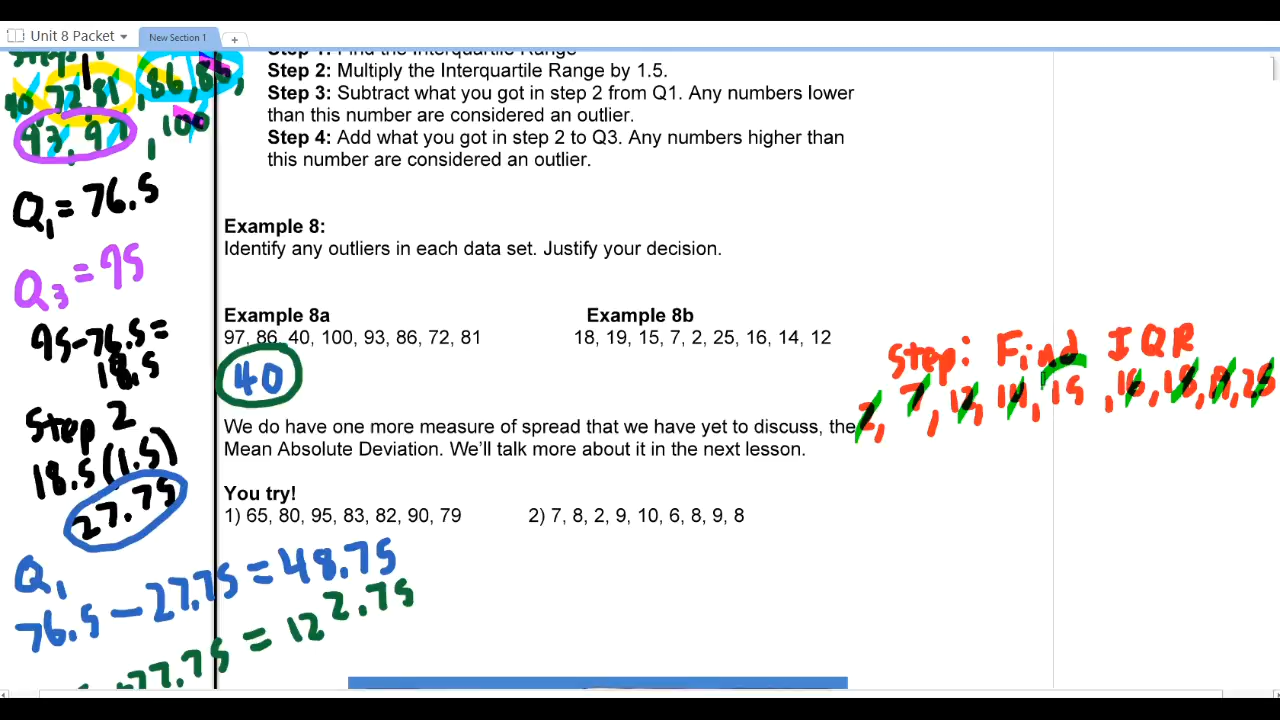 Unit 8 Packet
New Section 1
Step 1: Find the Interquartile Range
Step 2: Multiply the Interquartile Range by 1.5.
Step 3: Subtract what you got in step 2 from Q1. Any numbers lower
than this number are considered an outlier.
Step 4: Add what you got in step 2 to Q3. Any numbers higher than
this number are considered an outlier.
Example 8:
Identify any outliers in each data set. Justify your decision.
Example 8a
97, 86, 40, 100, 93, 86, 72, 81
40
Example 8b
18, 19, 15, 7, 2, 25, 16, 14, 12
We do have one more measure of spread that we have yet to discuss, the
Mean Absolute Deviation. We’ll talk more about it in the next lesson.
You try!
1) 65, 80, 95, 83, 82, 90, 79
2) 7, 8, 2, 9, 10, 6, 8, 9, 8
Step 1
40 72 81, 86, 86,
93, 97, 100
Q1 = 76.5
Q3 = 95
95-76.5=
18.5
Step 2
18.5(1.5)
27.75
Q1
76.5 - 27.75 = 48.75
27.75 = 122.75
Step: Find IQR
2, 7, 12, 14, 15, 16, 18, 19, 25